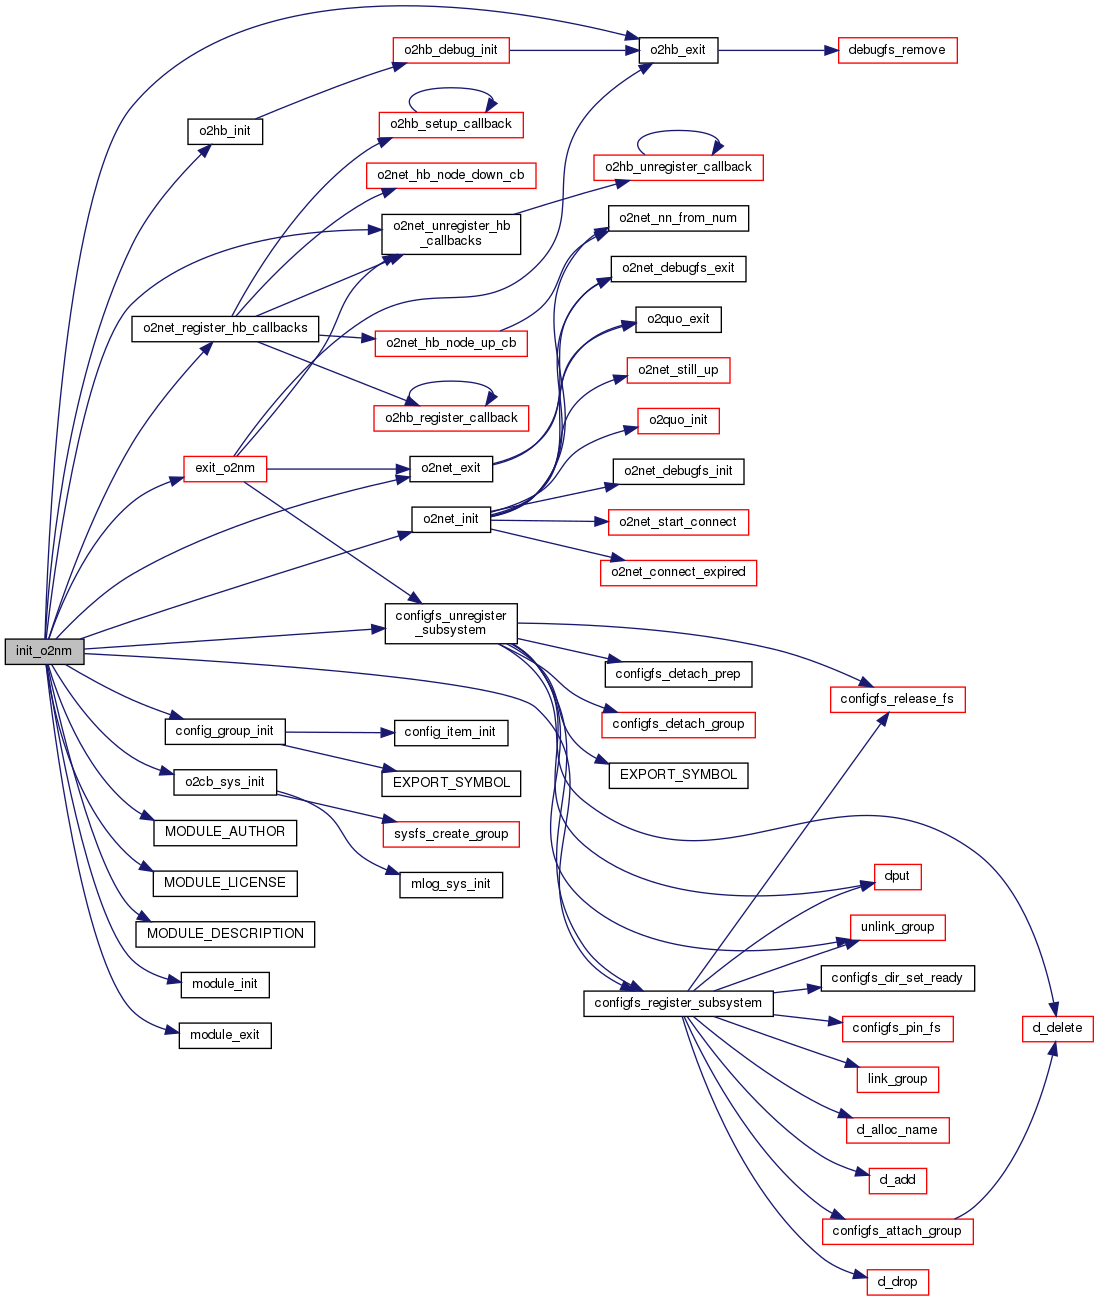 o2hb_debug_init
o2hb_exit
debugfs_remove
o2hb_init
o2hb_setup_callback
o2net_hb_node_down_cb
o2hb_unregister_callback
o2net_unregister_hb
_callbacks
o2net_nn_from_num
o2net_debugfs_exit
o2net_register_hb_callbacks
o2net_hb_node_up_cb
o2quo_exit
o2net_still_up
o2hb_register_callback
o2quo_init
exit_o2nm
o2net_exit
o2net_debugfs_init
o2net_init
o2net_start_connect
o2net_connect_expired
configfs_unregister
_subsystem
init_o2nm
configfs_detach_prep
configfs_release_fs
configfs_detach_group
config_group_init
config_item_init
o2cb_sys_init
EXPORT_SYMBOL
EXPORT_SYMBOL
MODULE_AUTHOR
sysfs_create_group
MODULE_LICENSE
mlog_sys_init
dput
MODULE_DESCRIPTION
unlink_group
module_init
configfs_dir_set_ready
configfs_register_subsystem
module_exit
configfs_pin_fs
d_delete
link_group
d_alloc_name
d_add
configfs_attach_group
d_drop